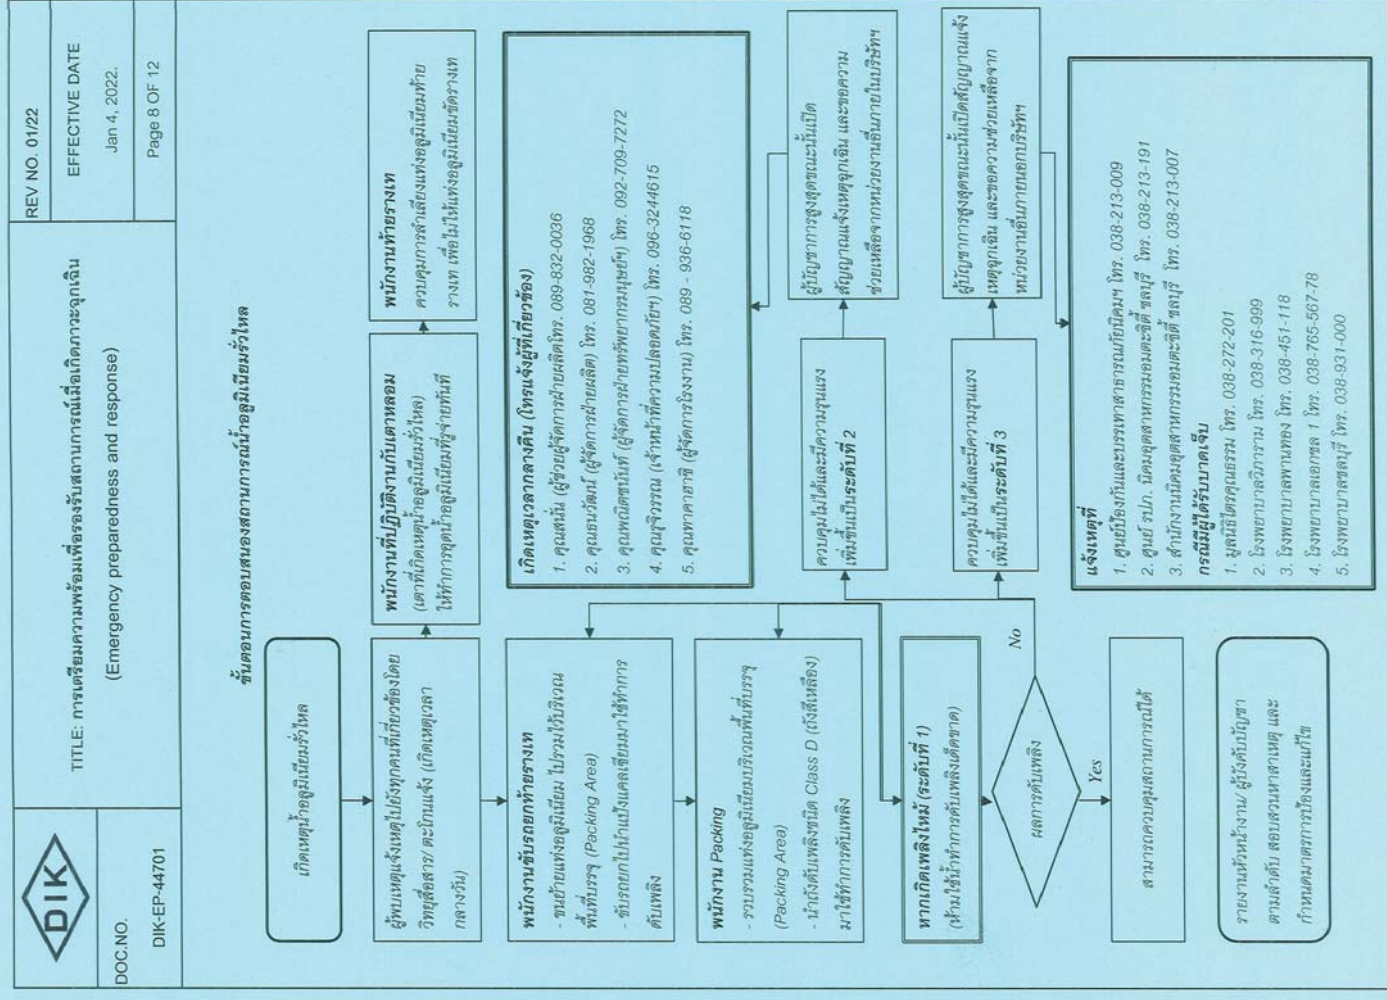 DIK
DOC.NO.
DIK-EP-44701
TITLE: การเตรียมความพร้อมเพื่อรองรับสถานการณ์เมื่อเกิดภาวะฉุกเฉิน
(Emergency preparedness and response)
REV NO. 01/22
EFFECTIVE DATE
Jan 4, 2022.
Page 8 OF 12
ขั้นตอนการตอบสนองสถานการณ์น้ำอลูมิเนียมรั่วไหล
เกิดเหตุน้ำอลูมิเนียมรั่วไหล
ผู้พบเหตุแจ้งเหตุไปยังทุกคนที่เกี่ยวข้องโดย
วิทยุสื่อสาร/ ตะโกนแจ้ง (เกิดเหตุเวลา
กลางวัน)
พนักงานที่ปฏิบัติงานกับเตาหลอม
(เตาที่เกิดเหตุน้ำอลูมิเนียมรั่วไหล)
ให้ทำการอุดน้ำอลูมิเนียมที่รูจ่ายทันที
พนักงานท้ายรางเท
ควบคุมการลำเลียงแท่งอลูมิเนียมท้าย
รางเท เพื่อไม่ให้แท่งอลูมิเนียมขัดรางเท
พนักงานขับรถยกท้ายรางเท
- ขนย้ายแท่งอลูมิเนียม ไปรวมไว้บริเวณ
พื้นที่บรรจุ (Packing Area)
- ขับรถยกไปนำแป้งแคลเซียมมาใช้ทำการ
ดับเพลิง
เกิดเหตุเวลากลางคืน (โทรแจ้งผู้ที่เกี่ยวข้อง)
1. คุณสนั่น (ผู้ช่วยผู้จัดการฝ่ายผลิตโทร. 089-832-0036
2. คุณธนวัฒน์ (ผู้จัดการฝ่ายผลิต) โทร. 081-982-1968
3. คุณพณิตชนันท์ (ผู้จัดการฝ่ายทรัพยากรมนุษย์ฯ) โทร. 092-709-7272
4. คุณรุจิวรรณ (เจ้าหน้าที่ความปลอดภัยฯ) โทร. 096-3244615
5. คุณทาคาฮาชิ (ผู้จัดการโรงงาน) โทร. 089 - 936-6118
พนักงาน Packing
- รวบรวมแท่งอลูมิเนียมบริเวณพื้นที่บรรจุ
(Packing Area)
- นำถังดับเพลิงชนิด Class D (ถังสีเหลือง)
มาใช้ทำการดับเพลิง
ควบคุมไม่ได้และมีความรุนแรง
เพิ่มขึ้นเป็นระดับที่ 2
ผู้บัญชาการสูงสุดขณะนั้นเปิด
สัญญาณแจ้งเหตุฉุกเฉิน และขอความ
ช่วยเหลือจากหน่วยงานอื่นภายในบริษัทฯ
หากเกิดเพลิงไหม้ (ระดับที่ 1)
(ห้ามใช้น้ำทำการดับเพลิงเด็ดขาด)
ควบคุมไม่ได้และมีความรุนแรง
เพิ่มขึ้นเป็นระดับที่ 3
ผู้บัญชาการสูงสุดขณะนั้นเปิดสัญญาณแจ้ง
เหตุฉุกเฉิน และขอความช่วยเหลือจาก
หน่วยงานอื่นภายนอกบริษัทฯ
ผลการดับเพลิง
No
Yes
สามารถควบคุมสถานการณ์ได้
แจ้งเหตุที่
1. ศูนย์ป้องกันและบรรเทาสาธารณภัยนิคมฯ โทร. 038-213-009
2. ศูนย์ รปภ. นิคมอุตสาหกรรมอมตะซิตี้ ชลบุรี โทร. 038-213-191
3. สำนักงานนิคมอุตสาหกรรมอมตะซิตี้ ชลบุรี โทร. 038-213-007
กรณีมีผู้ได้รับบาดเจ็บ
1. มูลนิธิไตรคุณธรรม โทร. 038-272-201
2. โรงพยาบาลวิภาราม โทร. 038-316-999
3. โรงพยาบาลพานทอง โทร. 038-451-118
4. โรงพยาบาลเอกชล 1 โทร. 038-765-567-78
5. โรงพยาบาลชลบุรี โทร. 038-931-000
รายงานหัวหน้างาน/ ผู้บังคับบัญชา
ตามลำดับ สอบสวนหาสาเหตุ และ
กำหนดมาตรการป้องและแก้ไข